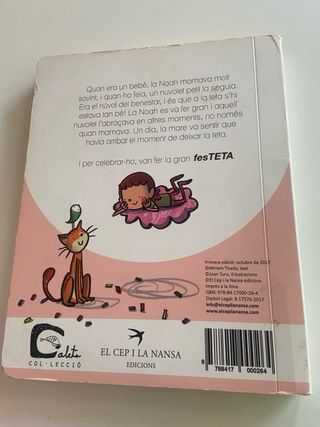 Quan era un bebè, la Noah mamava molt
sovint, i quan ho feia, un nuvolet petit la seguia.
Era el núvol del benestar, i és que a la teta s'hi
estava tan bé! La Noah es va fer gran i aquell
nuvolet l'abraçava en altres moments, no només
quan mamava. Un dia, la mare va sentir que
havia arribat el moment de deixar la teta.
I per celebrar-ho, van fer la gran fesTETA.
Primera edició: octubre de 2017
©Míriam Tirado, text
©Joan Turu, il·lustracions
©El Cep i la Nansa edicions
Imprès a la Xina
ISBN: 978-84-17000-26-4
Dipòsit Legal: B 17576-2017
info@elcepilanansa.com
www.elcepilanansa.com
Calitx
COL·LECCIÓ
EL CEP I LA NANSA
EDICIONS
9 788417 000264